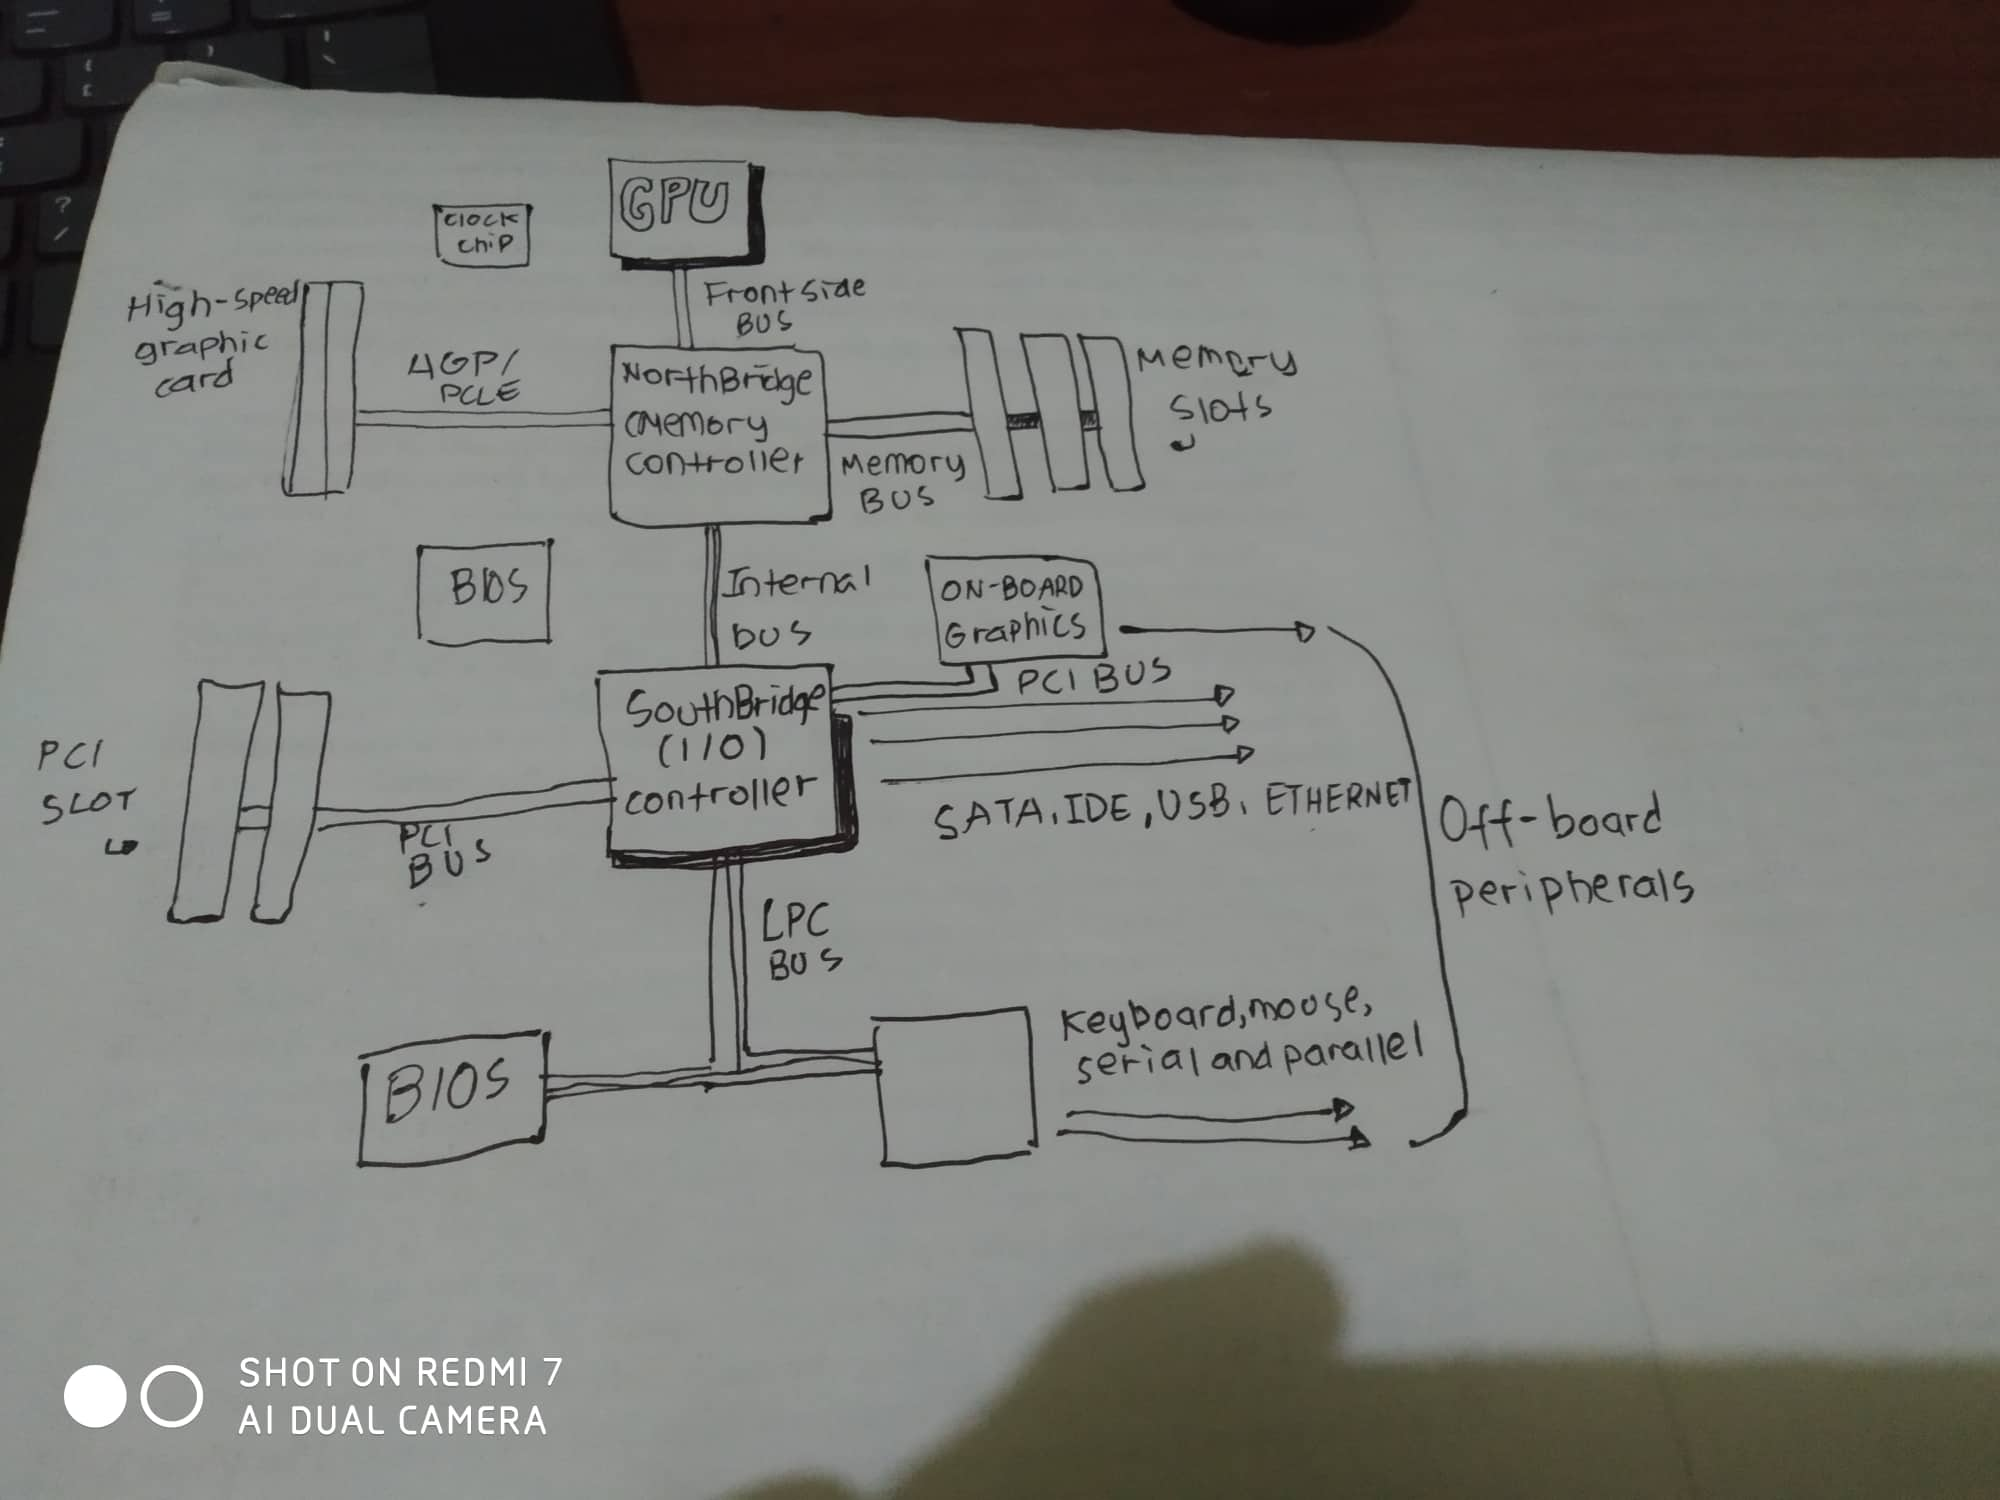 CPU
Clock
chip
High-speed
graphic
card
Front side
BUS
AGP/
PCLE
NorthBridge
(Memory
controller
Memory
BUS
Memory
Slots
BIOS
Internal
bus
ON-BOARD
Graphics
PCI BUS
SouthBridge
(I/O)
controller
PCI
SLOT
PCI
BUS
SATA, IDE, USB, ETHERNET
Off-board
peripherals
LPC
BUS
BIOS
Keyboard, mouse,
serial and parallel
SHOT ON REDMI 7
AI DUAL CAMERA